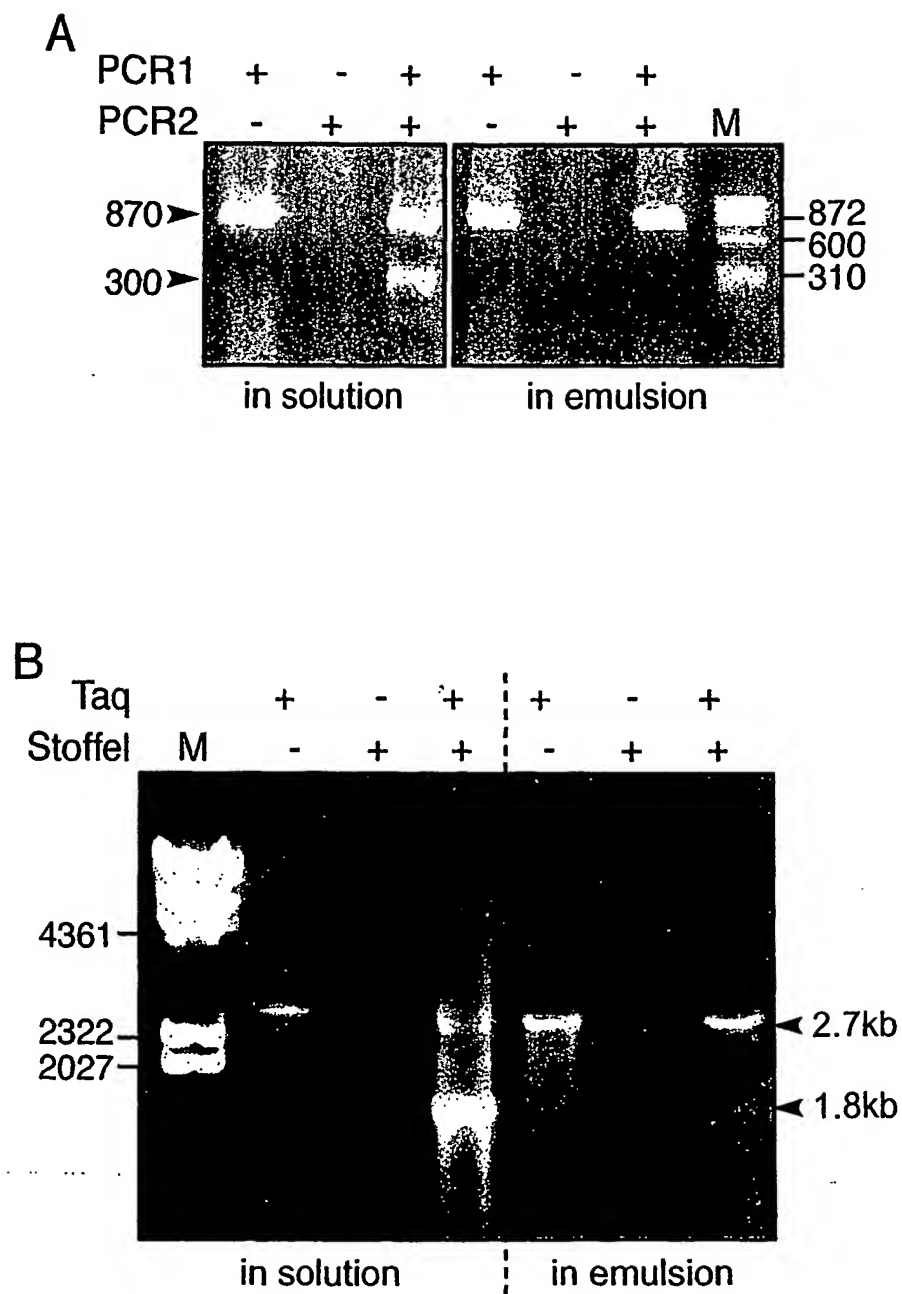 A
PCR1 + - + + - +
PCR2 - + + - + + M
870 872
600
300 310
in solution in emulsion
B
Taq + - + + - +
Stoffel M - + + - + +
4361
2322 2.7kb
2027
1.8kb
in solution in emulsion